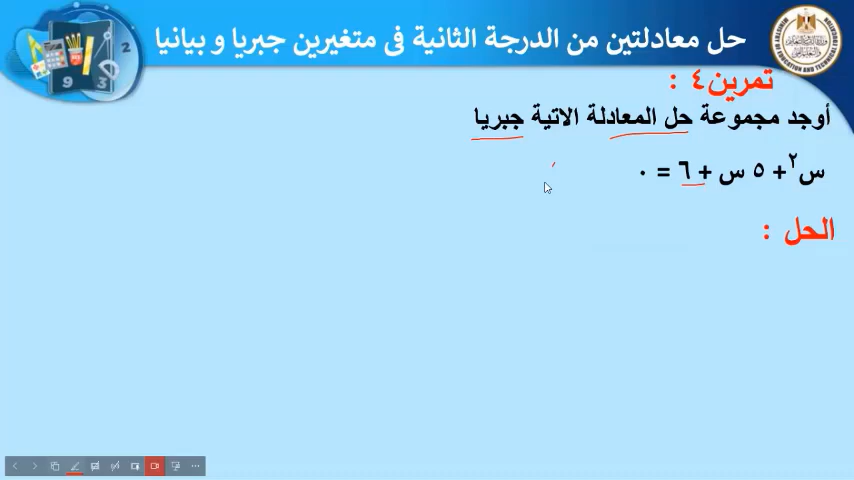 حل معادلتين من الدرجة الثانية فى متغيرين جبريا و بيانيا
تمرين٤ :
أوجد مجموعة حل المعادلة الاتية جبريا
س٢ + ٥ س + ٦ = ٠
الحل :